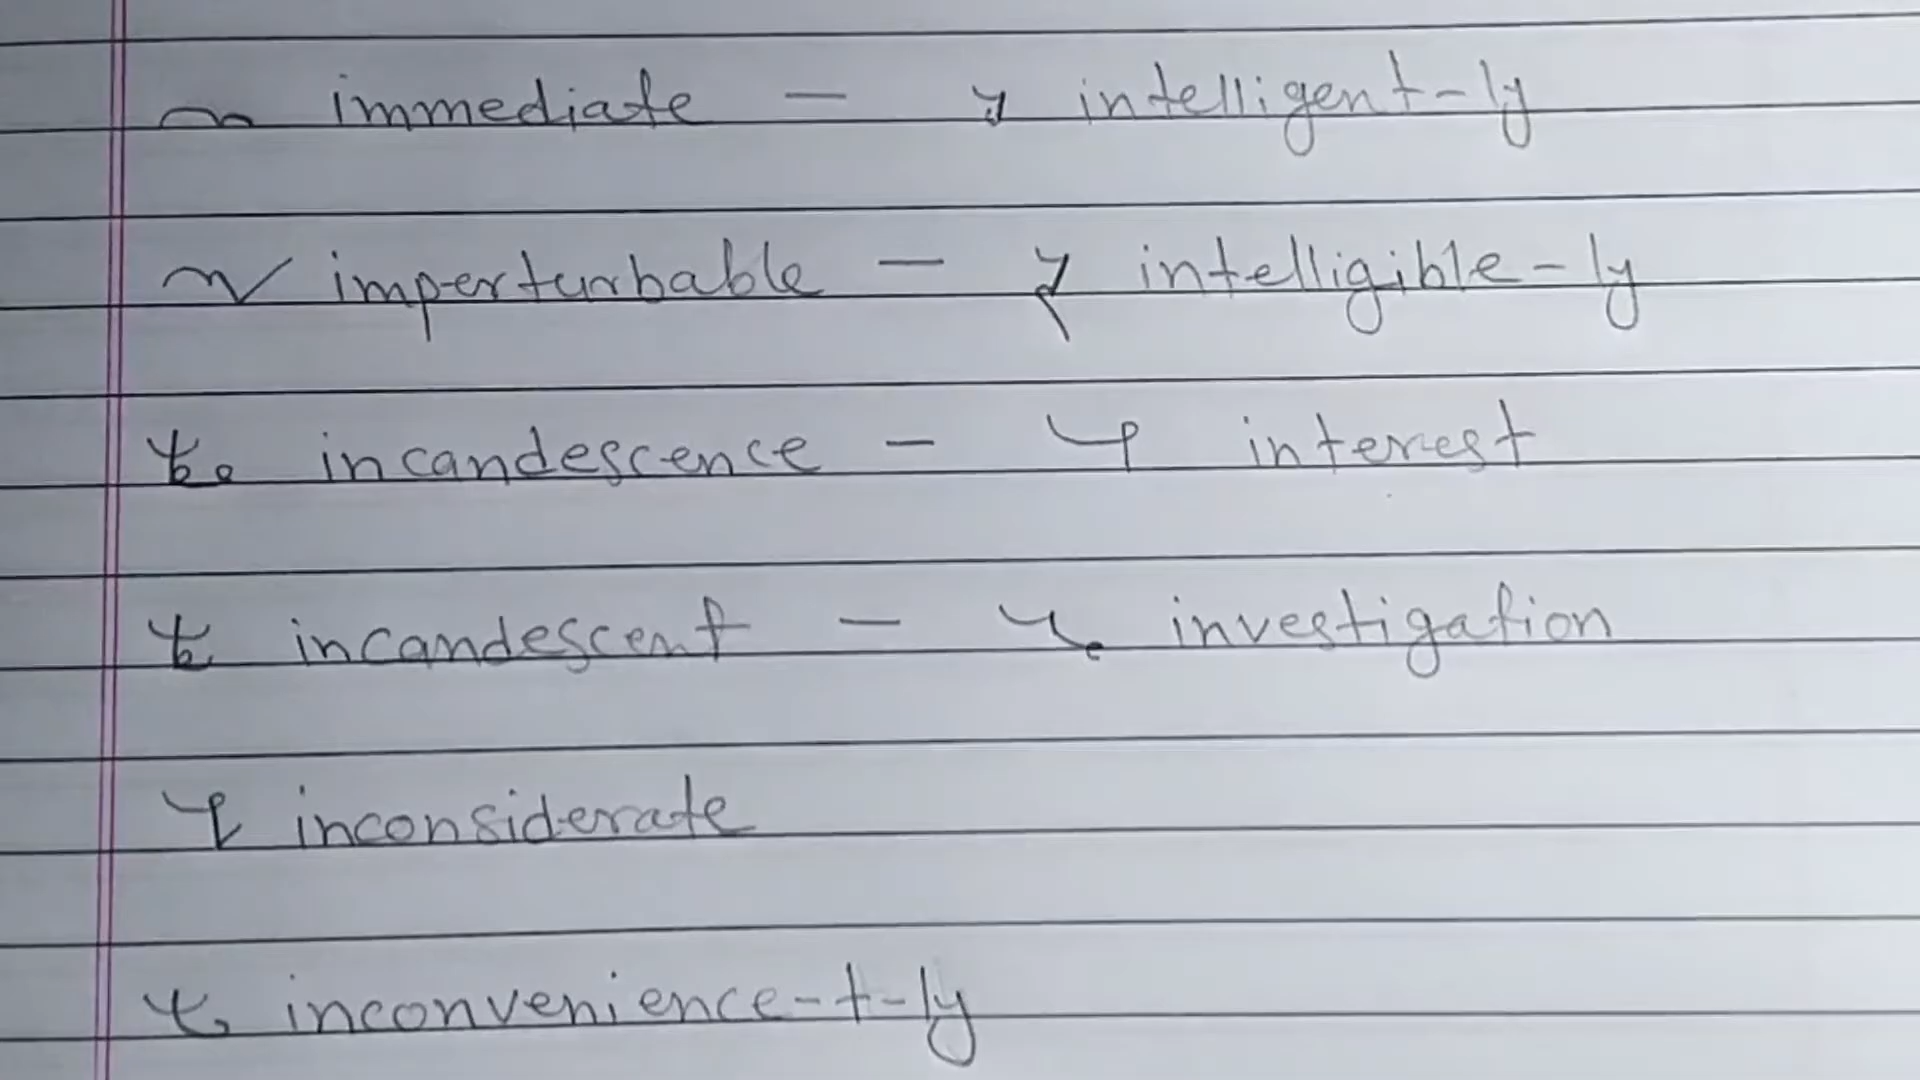 immediate — intelligent-ly
imperturbable — intelligible-ly
incandescence — interest
incandescent — investigation
inconsiderate
inconvenience-t-ly